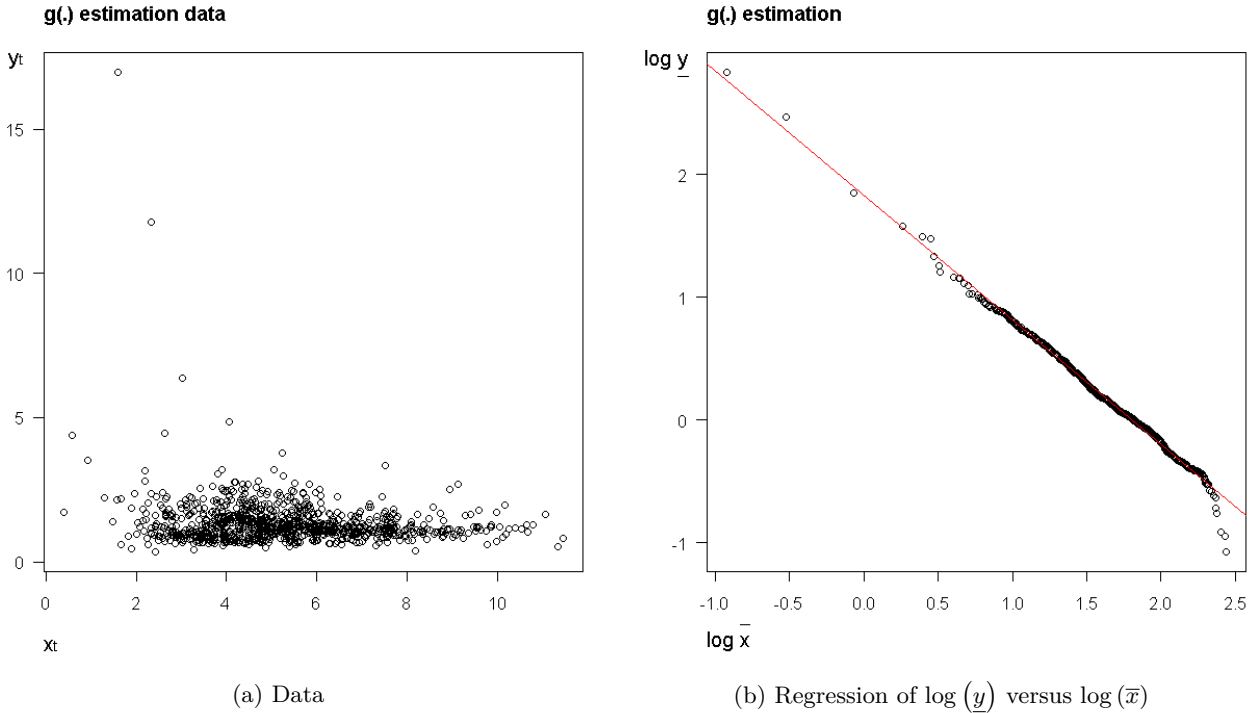 g(.) estimation data
yt
15
10
5
0
0 2 4 6 8 10
xt
(a) Data
g(.) estimation
log y
2
1
0
-1
-1.0 -0.5 0.0 0.5 1.0 1.5 2.0 2.5
log x̅
(b) Regression of log (y̲) versus log (x̅)